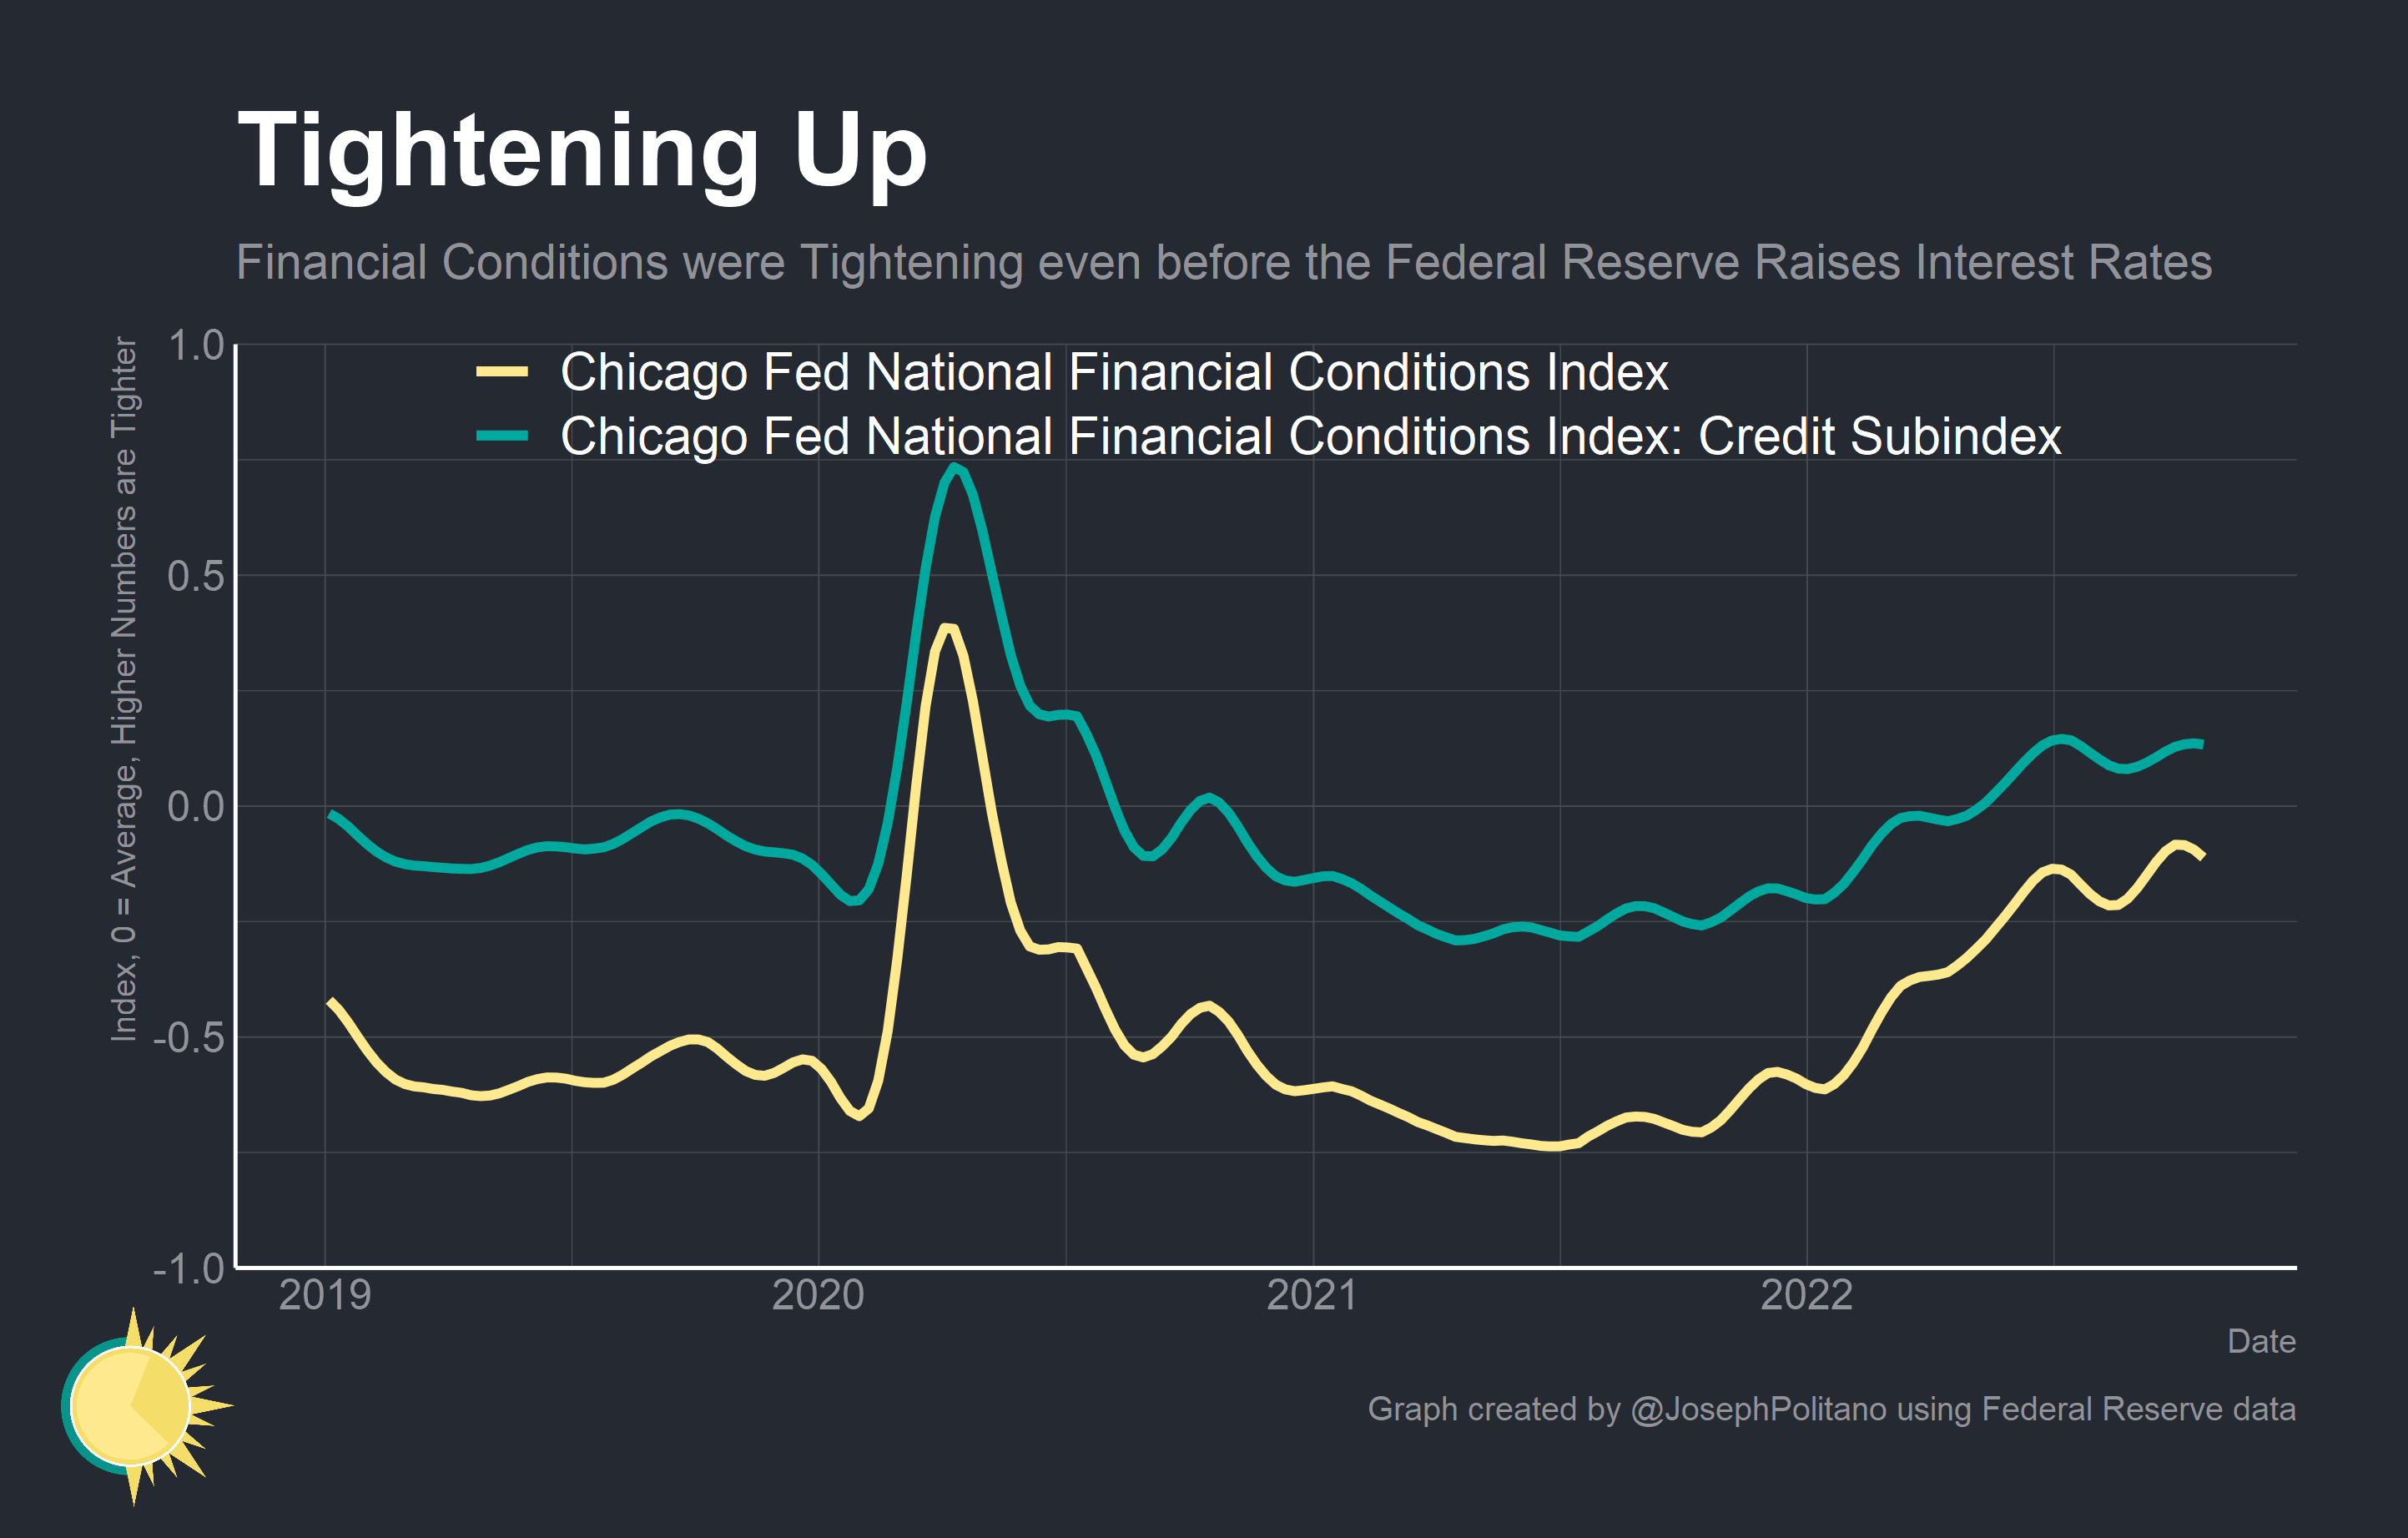 Tightening Up
Financial Conditions were Tightening even before the Federal Reserve Raises Interest Rates
Index, 0 = Average, Higher Numbers are Tighter
1.0
0.5
0.0
-0.5
-1.0
Chicago Fed National Financial Conditions Index
Chicago Fed National Financial Conditions Index: Credit Subindex
2019
2020
2021
2022
Date
Graph created by @JosephPolitano using Federal Reserve data